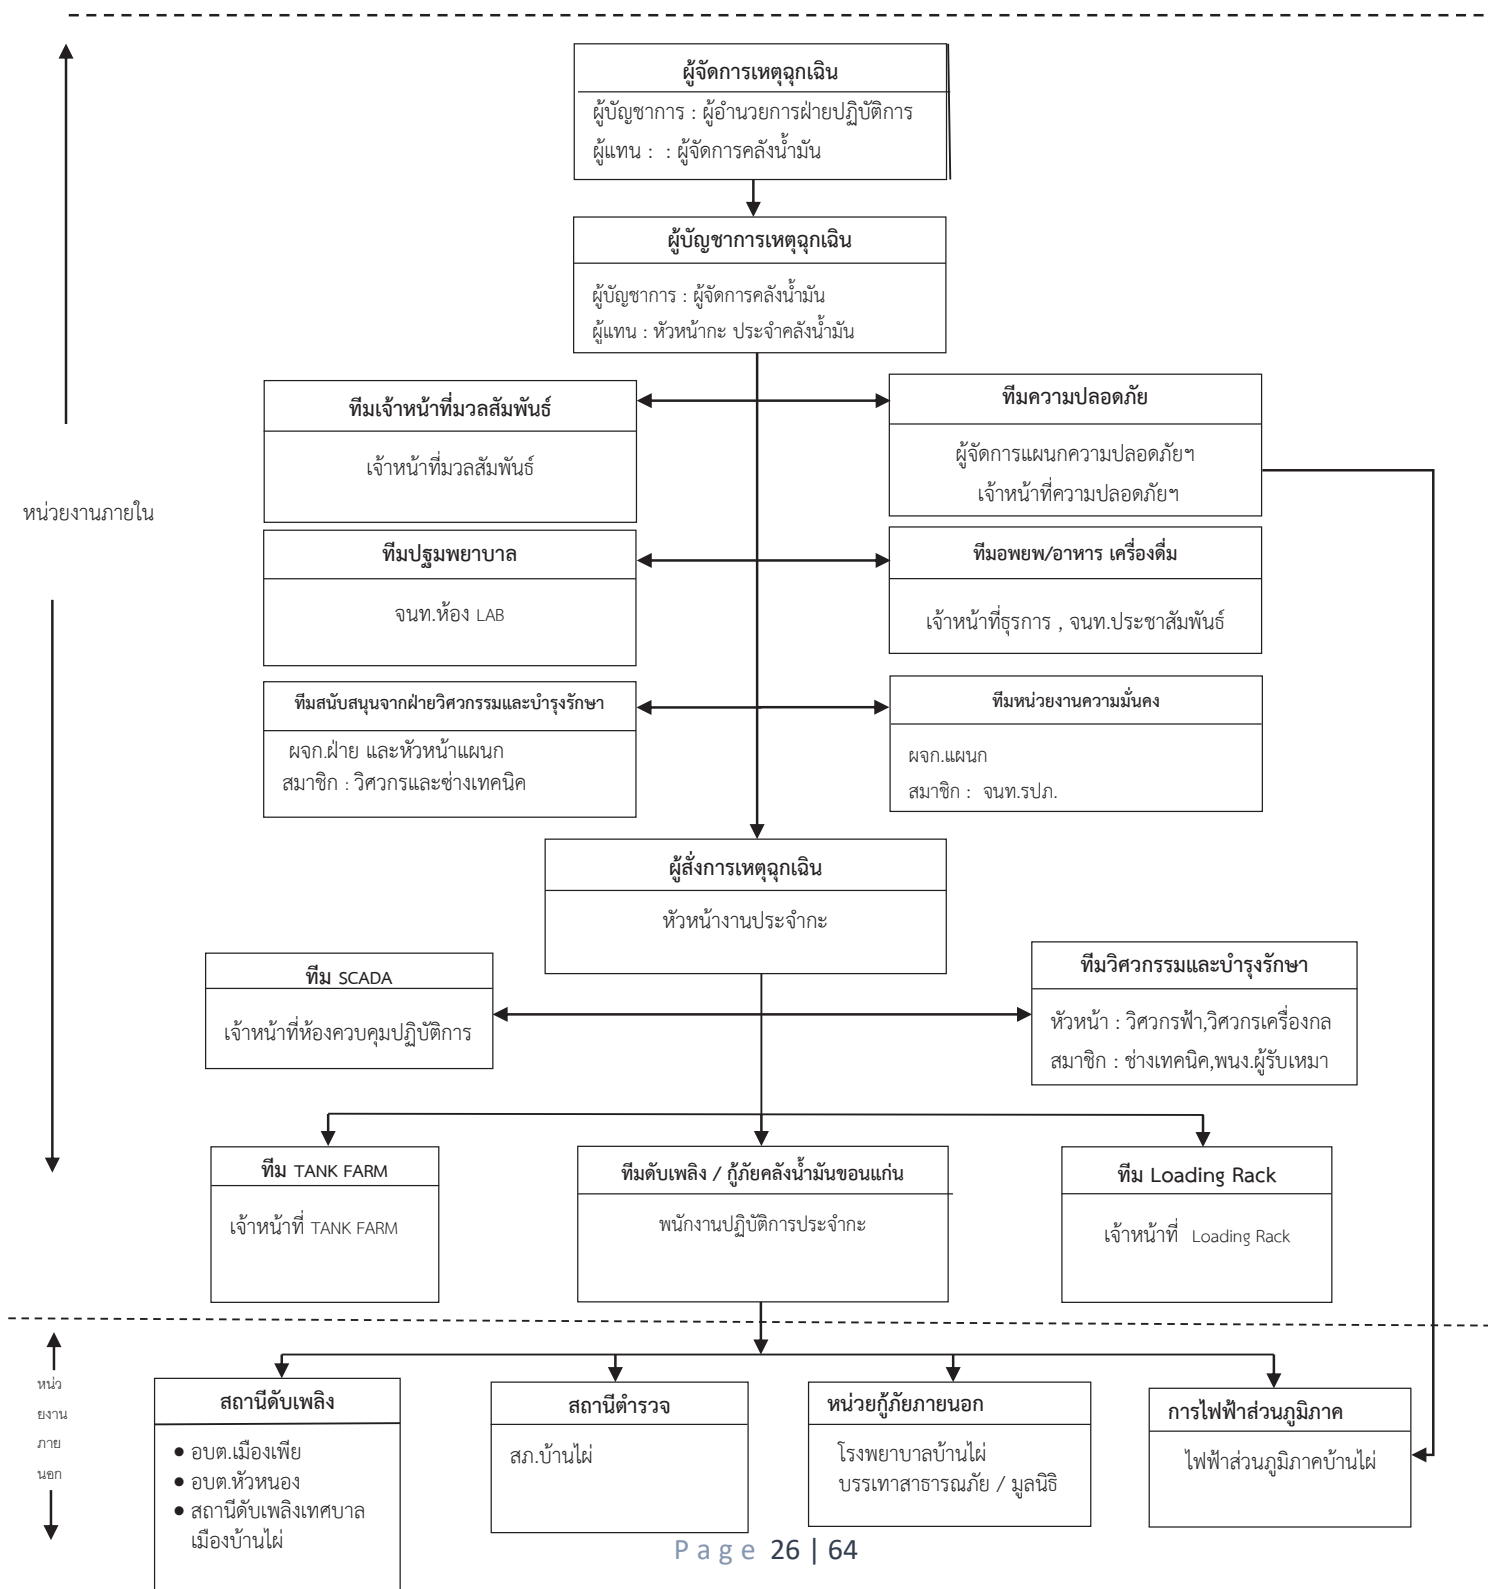 ผู้จัดการเหตุฉุกเฉิน
ผู้บัญชาการ : ผู้อำนวยการฝ่ายปฏิบัติการ
ผู้แทน : : ผู้จัดการคลังน้ำมัน
ผู้บัญชาการเหตุฉุกเฉิน
ผู้บัญชาการ : ผู้จัดการคลังน้ำมัน
ผู้แทน : หัวหน้ากะ ประจำคลังน้ำมัน
ทีมเจ้าหน้าที่มวลสัมพันธ์
เจ้าหน้าที่มวลสัมพันธ์
ทีมความปลอดภัย
ผู้จัดการแผนกความปลอดภัยฯ
เจ้าหน้าที่ความปลอดภัยฯ
หน่วยงานภายใน
ทีมปฐมพยาบาล
จนท.ห้อง LAB
ทีมอพยพ/อาหาร เครื่องดื่ม
เจ้าหน้าที่ธุรการ , จนท.ประชาสัมพันธ์
ทีมสนับสนุนจากฝ่ายวิศวกรรมและบำรุงรักษา
ผจก.ฝ่าย และหัวหน้าแผนก
สมาชิก : วิศวกรและช่างเทคนิค
ทีมหน่วยงานความมั่นคง
ผจก.แผนก
สมาชิก : จนท.รปภ.
ผู้สั่งการเหตุฉุกเฉิน
หัวหน้างานประจำกะ
ทีม SCADA
เจ้าหน้าที่ห้องควบคุมปฏิบัติการ
ทีมวิศวกรรมและบำรุงรักษา
หัวหน้า : วิศวกรฟ้า,วิศวกรเครื่องกล
สมาชิก : ช่างเทคนิค,พนง.ผู้รับเหมา
ทีม TANK FARM
เจ้าหน้าที่ TANK FARM
ทีมดับเพลิง / กู้ภัยคลังน้ำมันขอนแก่น
พนักงานปฏิบัติการประจำกะ
ทีม Loading Rack
เจ้าหน้าที่ Loading Rack
หน่ว
ยงาน
ภาย
นอก
สถานีดับเพลิง
● อบต.เมืองเพีย
● อบต.หัวหนอง
● สถานีดับเพลิงเทศบาล
เมืองบ้านไผ่
สถานีตำรวจ
สภ.บ้านไผ่
หน่วยกู้ภัยภายนอก
โรงพยาบาลบ้านไผ่
บรรเทาสาธารณภัย / มูลนิธิ
การไฟฟ้าส่วนภูมิภาค
ไฟฟ้าส่วนภูมิภาคบ้านไผ่
Page 26 | 64